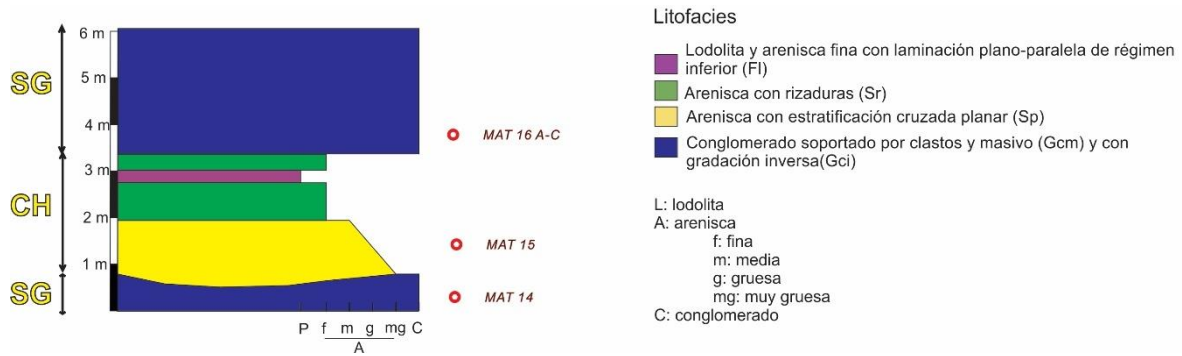 6 m
5 m
4 m
3 m
2 m
1 m
SG
CH
SG
MAT 16 A-C
MAT 15
MAT 14
P f m g mg C
A
Litofacies
Lodolita y arenisca fina con laminación plano-paralela de régimen
inferior (Fl)
Arenisca con rizaduras (Sr)
Arenisca con estratificación cruzada planar (Sp)
Conglomerado soportado por clastos y masivo (Gcm) y con
gradación inversa(Gci)
L: lodolita
A: arenisca
f: fina
m: media
g: gruesa
mg: muy gruesa
C: conglomerado